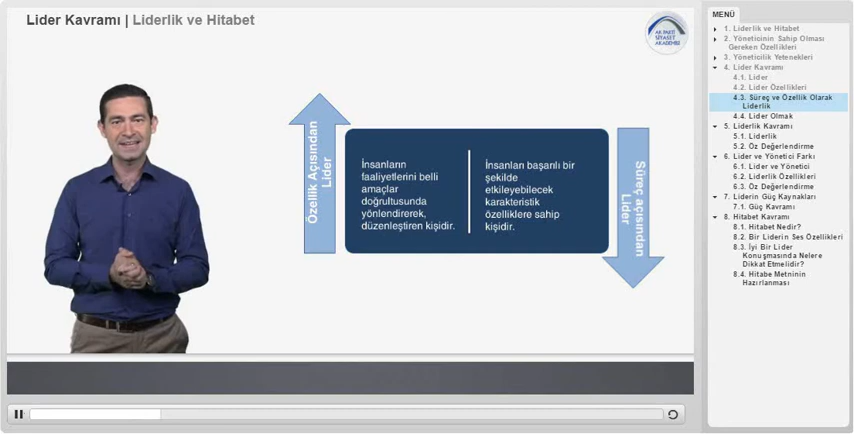 Lider Kavramı | Liderlik ve Hitabet
AK PARTİ
SİYASET
AKADEMİSİ
Özellik Açısından
Lider
İnsanların
faaliyetlerini belli
amaçlar
doğrultusunda
yönlendirerek,
düzenleştiren kişidir.
İnsanları başarılı bir
şekilde
etkileyebilecek
karakteristik
özelliklere sahip
kişidir.
Süreç açısından
Lider
MENÜ
1. Liderlik ve Hitabet
2. Yöneticinin Sahip Olması
Gereken Özellikleri
3. Yöneticilik Yetenekleri
4. Lider Kavramı
4.1. Lider
4.2. Lider Özellikleri
4.3. Süreç ve Özellik Olarak
Liderlik
4.4. Lider Olmak
5. Liderlik Kavramı
5.1. Liderlik
5.2. Öz Değerlendirme
6. Lider ve Yönetici Farkı
6.1. Lider ve Yönetici
6.2. Liderlik Özellikleri
6.3. Öz Değerlendirme
7. Liderin Güç Kaynakları
7.1. Güç Kavramı
8. Hitabet Kavramı
8.1. Hitabet Nedir?
8.2. Bir Liderin Ses Özellikleri
8.3. İyi Bir Lider
Konuşmasında Nelere
Dikkat Etmelidir?
8.4. Hitabe Metninin
Hazırlanması